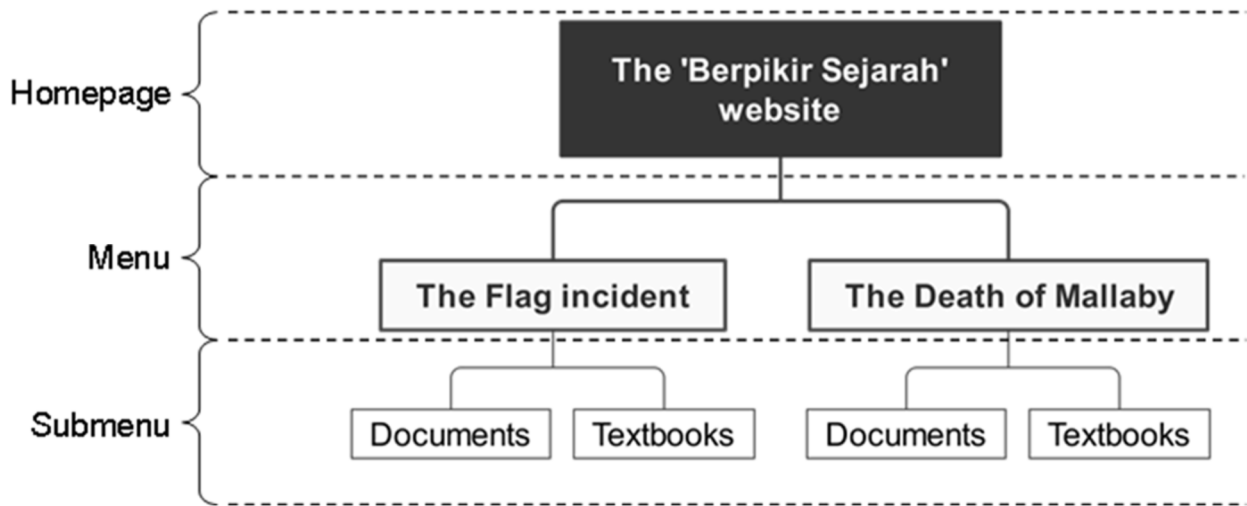 Homepage
The 'Berpikir Sejarah'
website
Menu
The Flag incident
The Death of Mallaby
Submenu
Documents
Textbooks
Documents
Textbooks